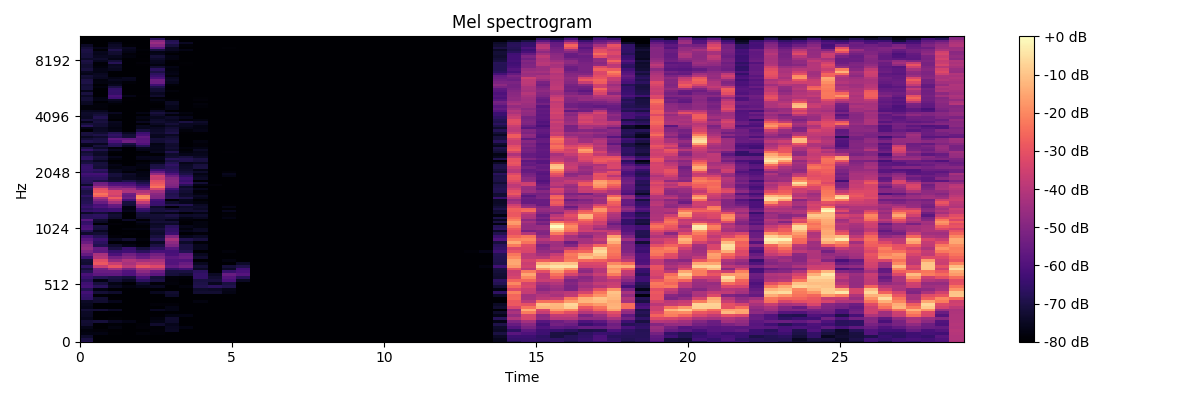 Mel spectrogram
8192
4096
2048
1024
512
0
Hz
0 5 10 15 20 25
Time
+0 dB
-10 dB
-20 dB
-30 dB
-40 dB
-50 dB
-60 dB
-70 dB
-80 dB